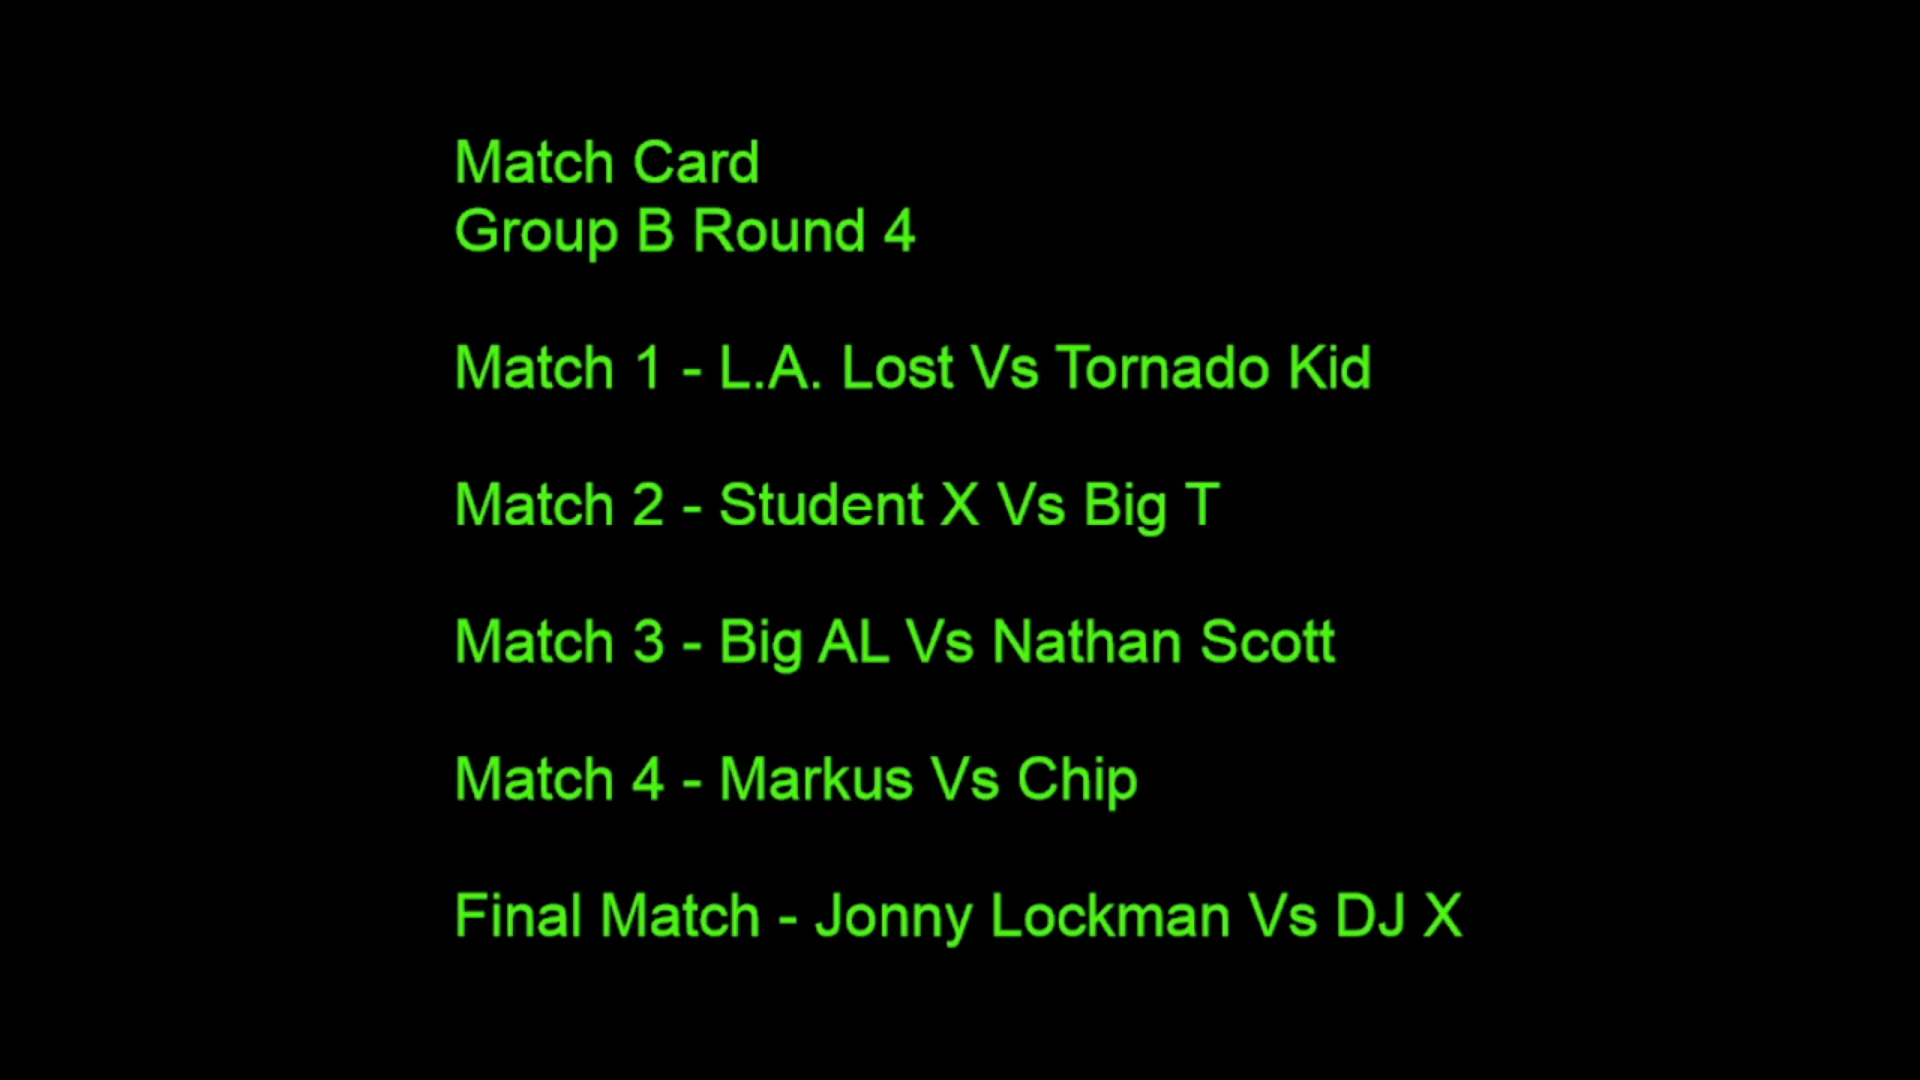 Match Card
Group B Round 4
Match 1 - L.A. Lost Vs Tornado Kid
Match 2 - Student X Vs Big T
Match 3 - Big AL Vs Nathan Scott
Match 4 - Markus Vs Chip
Final Match - Jonny Lockman Vs DJ X